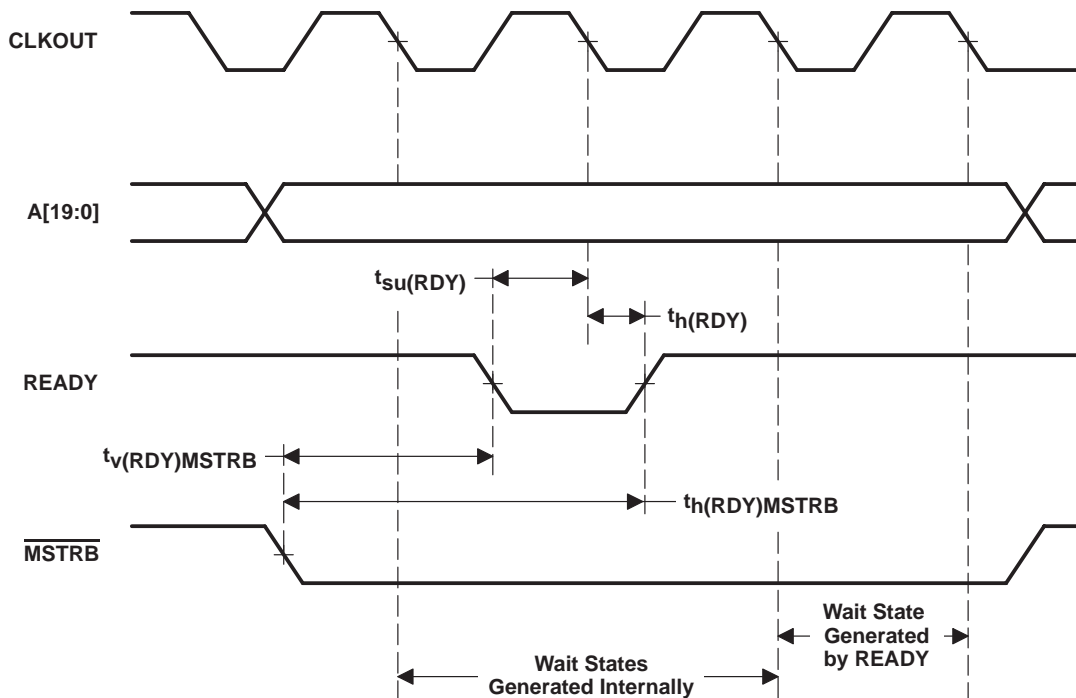 CLKOUT
A[19:0]
tsu(RDY)
th(RDY)
READY
tv(RDY)MSTRB
th(RDY)MSTRB
MSTRB
Wait State
Generated
by READY
Wait States
Generated Internally